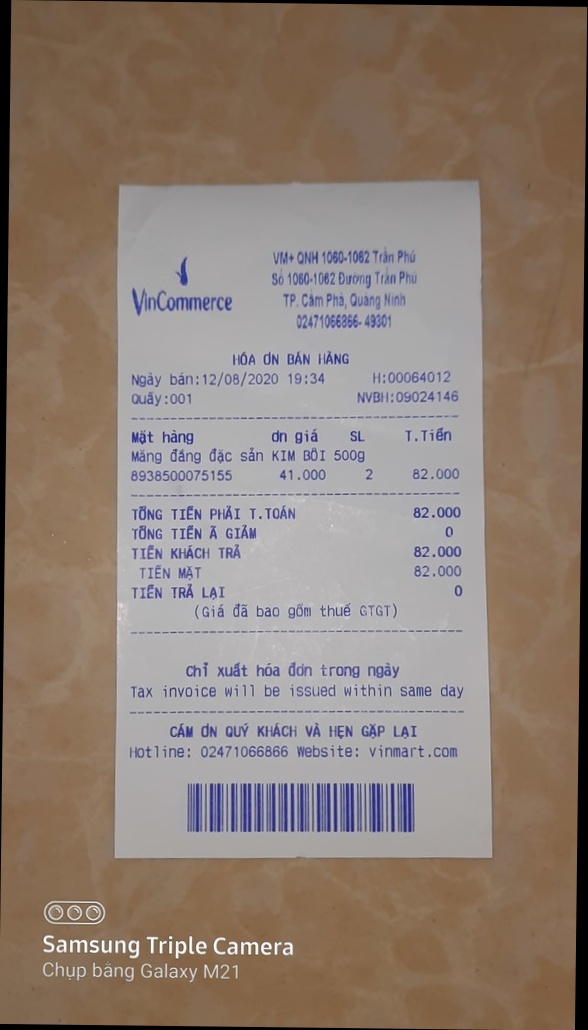 VinCommerce
VM+ QNH 1060-1062 Trần Phú
Số 1060-1062 Đường Trần Phú
TP. Cẩm Phả, Quảng Ninh
02471066866- 49301
HÓA ƠN BÁN HÀNG
Ngày bán:12/08/2020 19:34 H:00064012
Quầy:001 NVBH:09024146
Mặt hàng ơn giá SL T.Tiền
Măng đắng đặc sản KIM BÔI 500g
8938500075155 41.000 2 82.000
TỔNG TIỀN PHẢI T.TOÁN 82.000
TỔNG TIỀN Ã GIẢM 0
TIỀN KHÁCH TRẢ 82.000
TIỀN MẶT 82.000
TIỀN TRẢ LẠI 0
(Giá đã bao gồm thuế GTGT)
Chỉ xuất hóa đơn trong ngày
Tax invoice will be issued within same day
CẢM ƠN QUÝ KHÁCH VÀ HẸN GẶP LẠI
Hotline: 02471066866 Website: vinmart.com
Samsung Triple Camera
Chụp bằng Galaxy M21